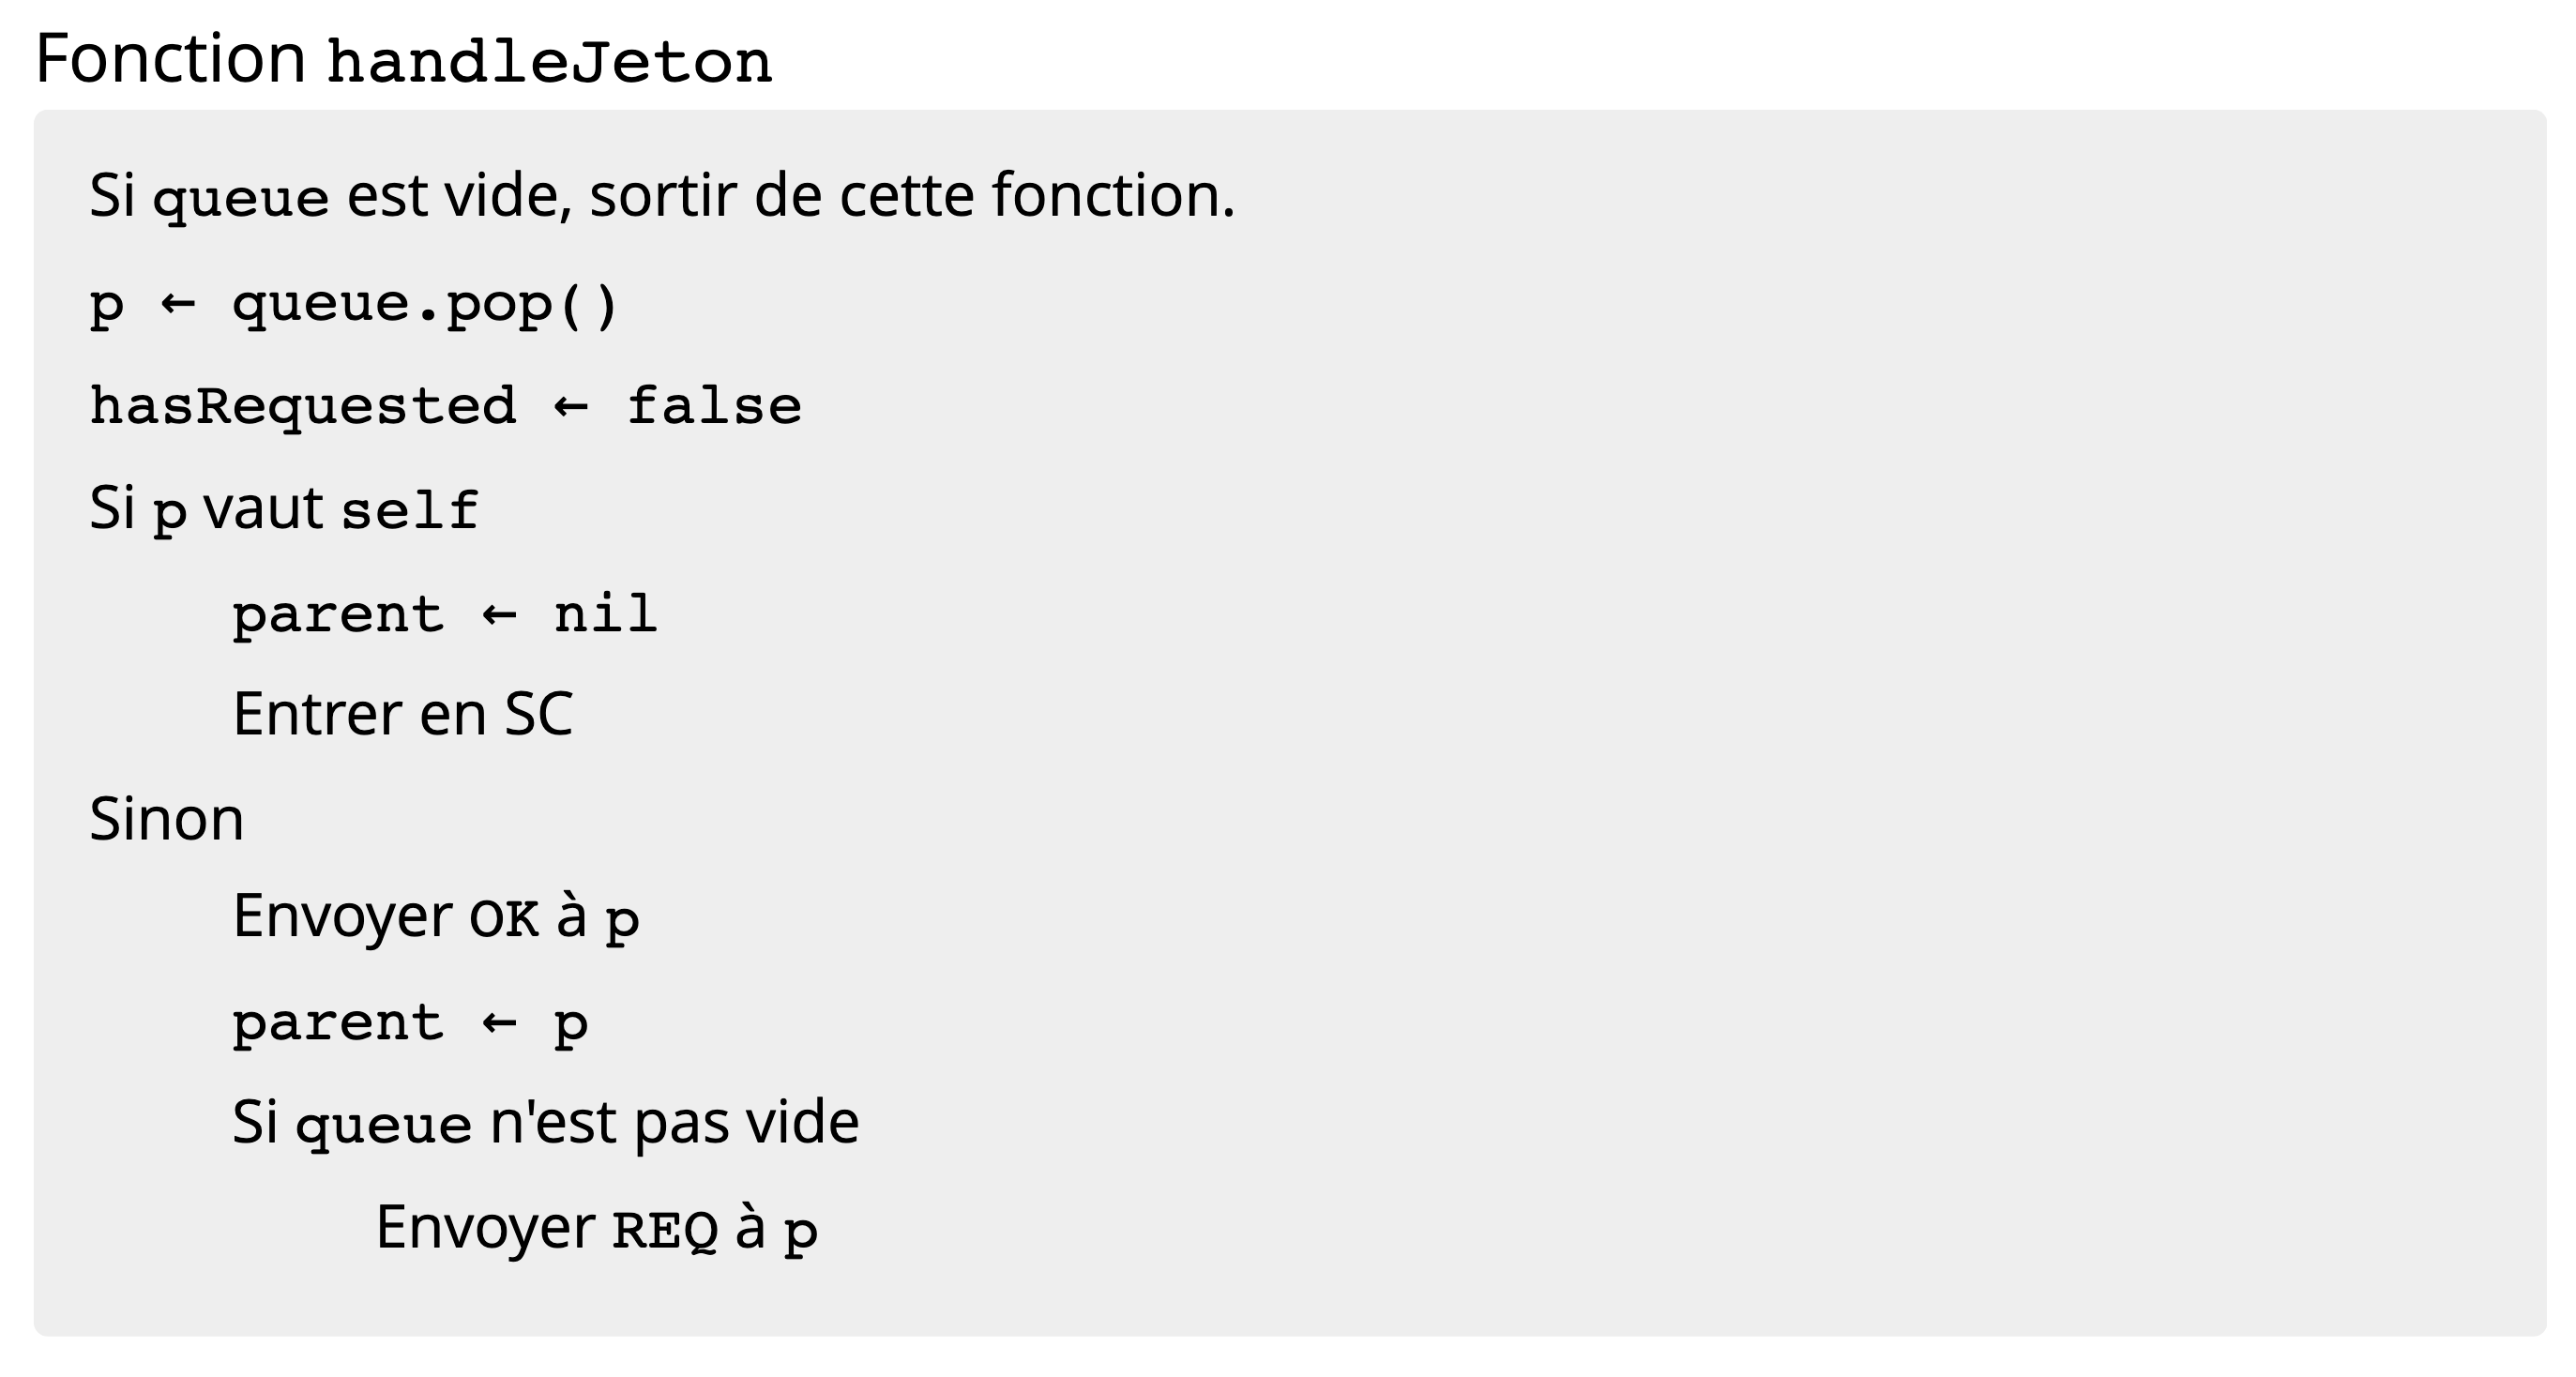 Fonction handleJeton
Si queue est vide, sortir de cette fonction.
p ← queue.pop()
hasRequested ← false
Si p vaut self
parent ← nil
Entrer en SC
Sinon
Envoyer OK à p
parent ← p
Si queue n'est pas vide
Envoyer REQ à p